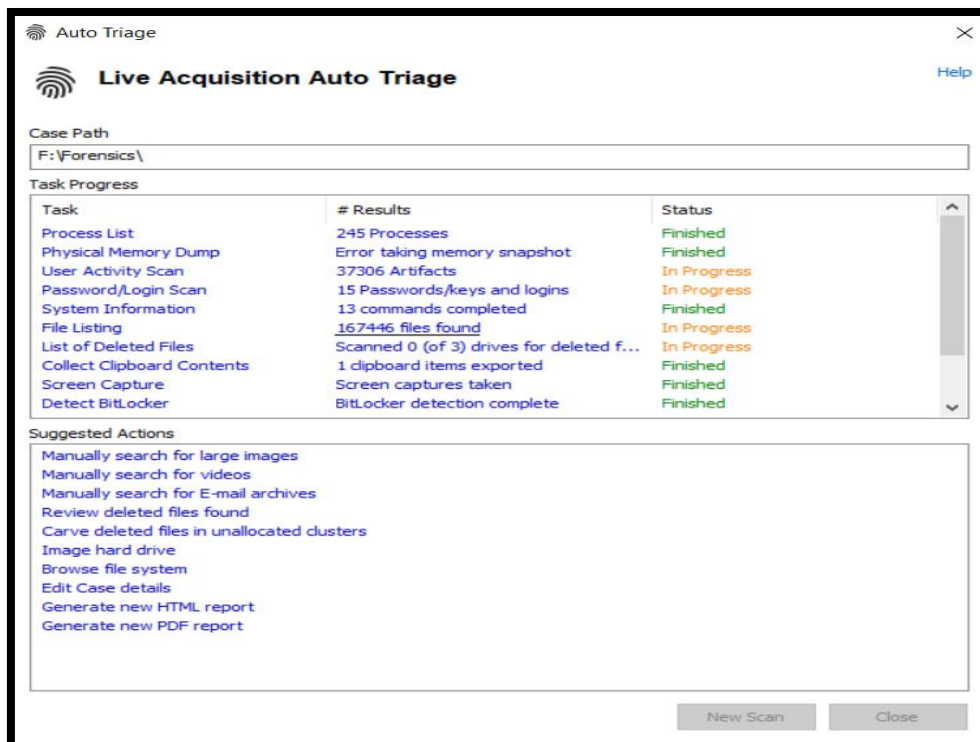 Auto Triage
Live Acquisition Auto Triage
Help
Case Path
F:\Forensics\
Task Progress
Task # Results Status
Process List 245 Processes Finished
Physical Memory Dump Error taking memory snapshot Finished
User Activity Scan 37306 Artifacts In Progress
Password/Login Scan 15 Passwords/keys and logins In Progress
System Information 13 commands completed Finished
File Listing 167446 files found In Progress
List of Deleted Files Scanned 0 (of 3) drives for deleted f... In Progress
Collect Clipboard Contents 1 clipboard items exported Finished
Screen Capture Screen captures taken Finished
Detect BitLocker BitLocker detection complete Finished
Suggested Actions
Manually search for large images
Manually search for videos
Manually search for E-mail archives
Review deleted files found
Carve deleted files in unallocated clusters
Image hard drive
Browse file system
Edit Case details
Generate new HTML report
Generate new PDF report
New Scan Close